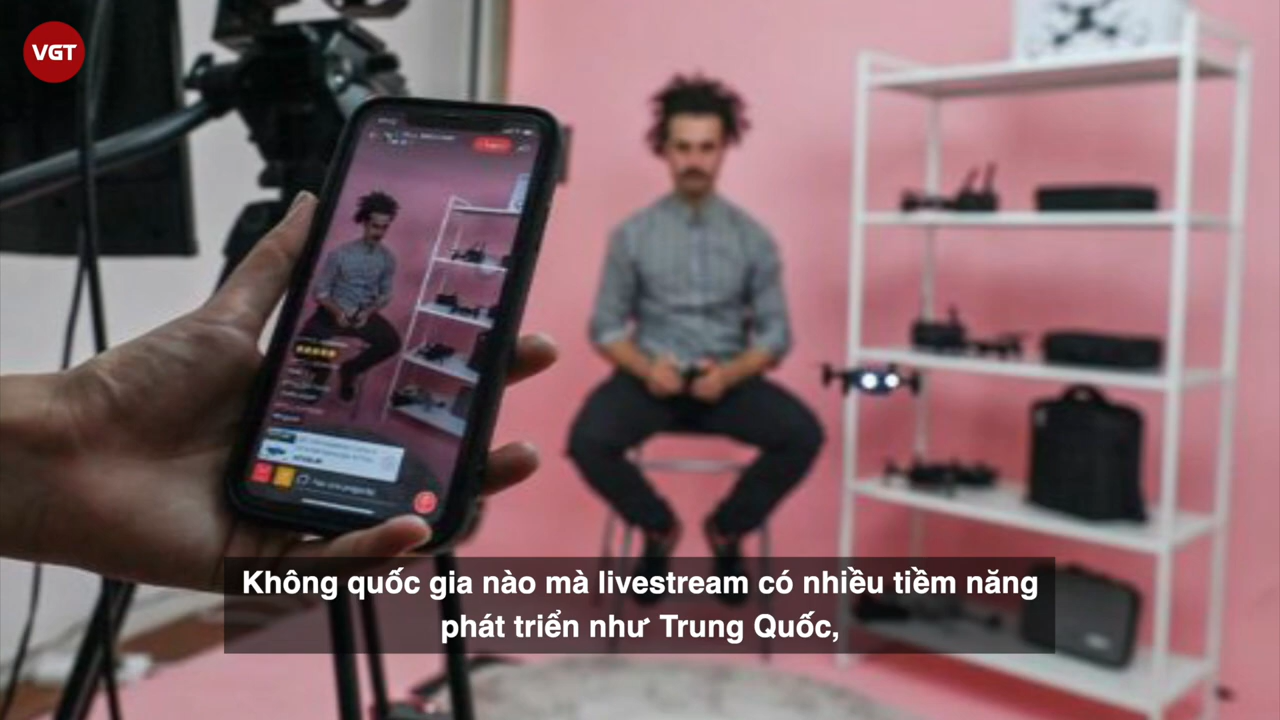 VGT
Không quốc gia nào mà livestream có nhiều tiềm năng
phát triển như Trung Quốc,